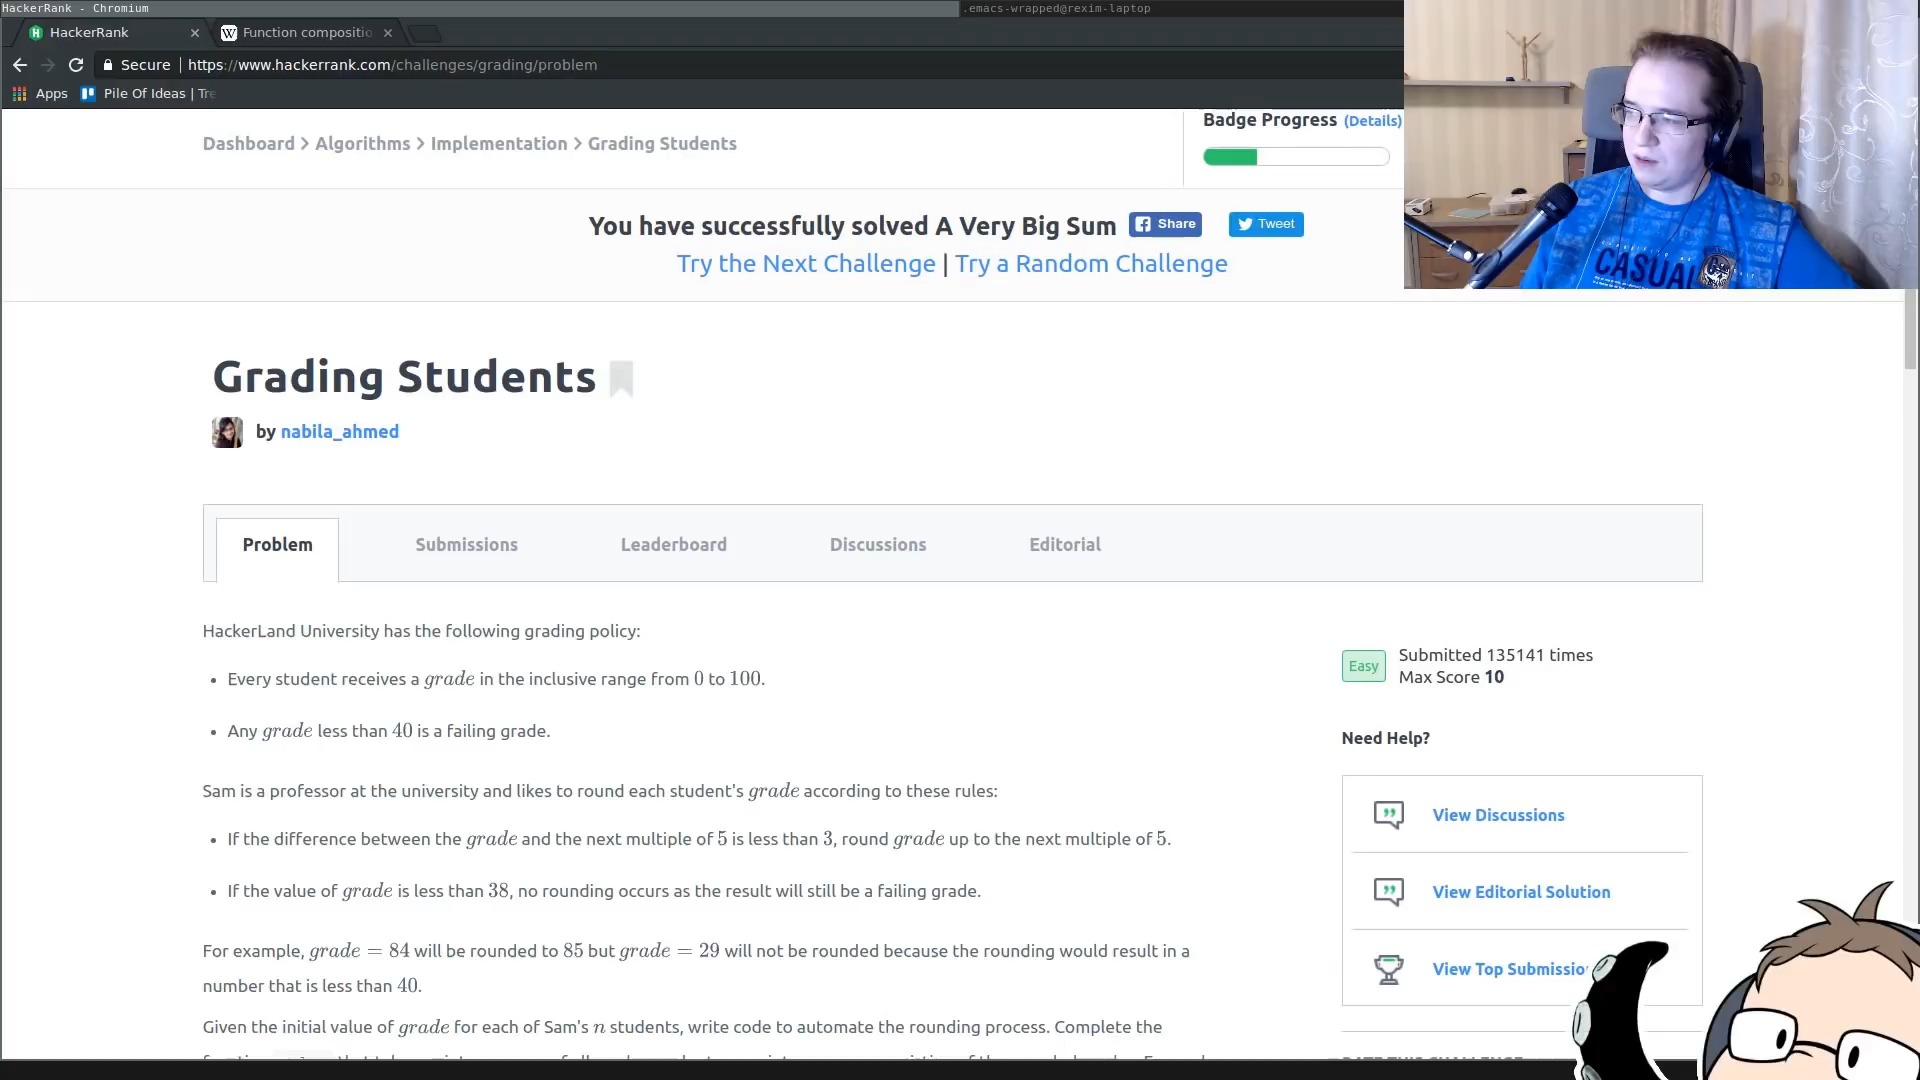 HackerRank - Chromium
.emacs-wrapped@rexim-laptop
HackerRank
Function compositio
Secure
https://www.hackerrank.com/challenges/grading/problem
Apps
Pile Of Ideas | Tre
Dashboard > Algorithms > Implementation > Grading Students
Badge Progress (Details)
You have successfully solved A Very Big Sum
Share
Tweet
Try the Next Challenge | Try a Random Challenge
CASUAL
Grading Students
by nabila_ahmed
Problem
Submissions
Leaderboard
Discussions
Editorial
HackerLand University has the following grading policy:
• Every student receives a grade in the inclusive range from 0 to 100.
• Any grade less than 40 is a failing grade.
Sam is a professor at the university and likes to round each student's grade according to these rules:
• If the difference between the grade and the next multiple of 5 is less than 3, round grade up to the next multiple of 5.
• If the value of grade is less than 38, no rounding occurs as the result will still be a failing grade.
For example, grade = 84 will be rounded to 85 but grade = 29 will not be rounded because the rounding would result in a
number that is less than 40.
Given the initial value of grade for each of Sam's n students, write code to automate the rounding process. Complete the
Easy
Submitted 135141 times
Max Score 10
Need Help?
View Discussions
View Editorial Solution
View Top Submissio